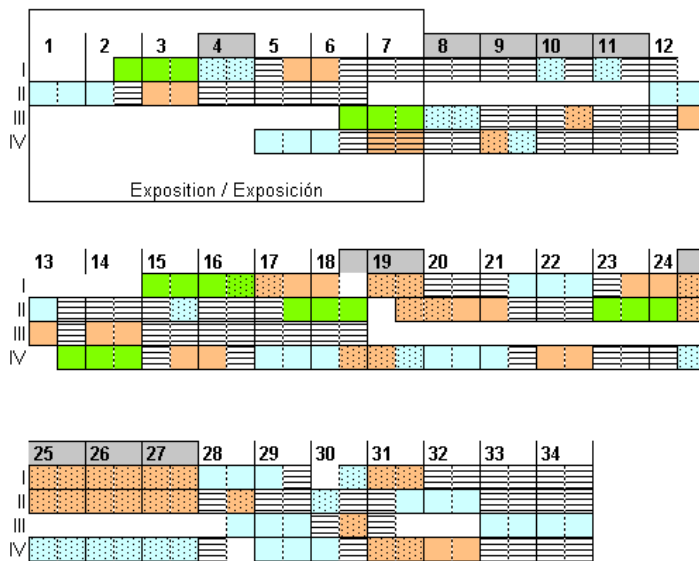 1 2 3 4 5 6 7 8 9 10 11 12
I
II
III
IV
Exposition / Exposición
13 14 15 16 17 18 19 20 21 22 23 24
I
II
III
IV
25 26 27 28 29 30 31 32 33 34
I
II
III
IV